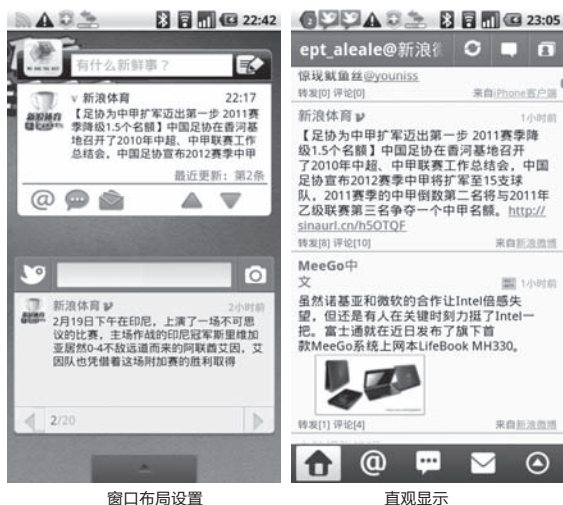 22:42
有什么新鲜事？
新浪体育 22:17
【足协为中甲扩军迈出第一步 2011赛
季降级1.5个名额】中国足协在香河基
地召开了2010年中超、中甲联赛工作
总结会，中国足协宣布2012赛季中甲
最近更新：第2条
新浪体育
2小时前
2月19日下午在印尼，上演了一场不可思
议的比赛，主场作战的印尼冠军斯里维加
亚居然0-4不敌远道而来的阿联酋艾因，艾
因队也凭借着这场附加赛的胜利取得
2/20
窗口布局设置
23:05
ept_aleale@新浪
惊现鱿鱼丝@youniss
转发[0] 评论[0] 来自iPhone客户端
新浪体育 1小时前
【足协为中甲扩军迈出第一步 2011赛季降
级1.5个名额】中国足协在香河基地召开
了2010年中超、中甲联赛工作总结会，中国
足协宣布2012赛季中甲将扩军至15支球
队，2011赛季的中甲倒数第二名将与2011年
乙级联赛第三名争夺一个中甲名额。http://
sinaurl.cn/h5OTQF
转发[8] 评论[10] 来自新浪微博
MeeGo中
文 1小时前
虽然诺基亚和微软的合作让Intel倍感失
望，但还是有人在关键时刻力挺了Intel一
把。富士通就在近日发布了旗下首
款MeeGo系统上网本LifeBook MH330。
转发[1] 评论[4] 来自新浪微博
直观显示